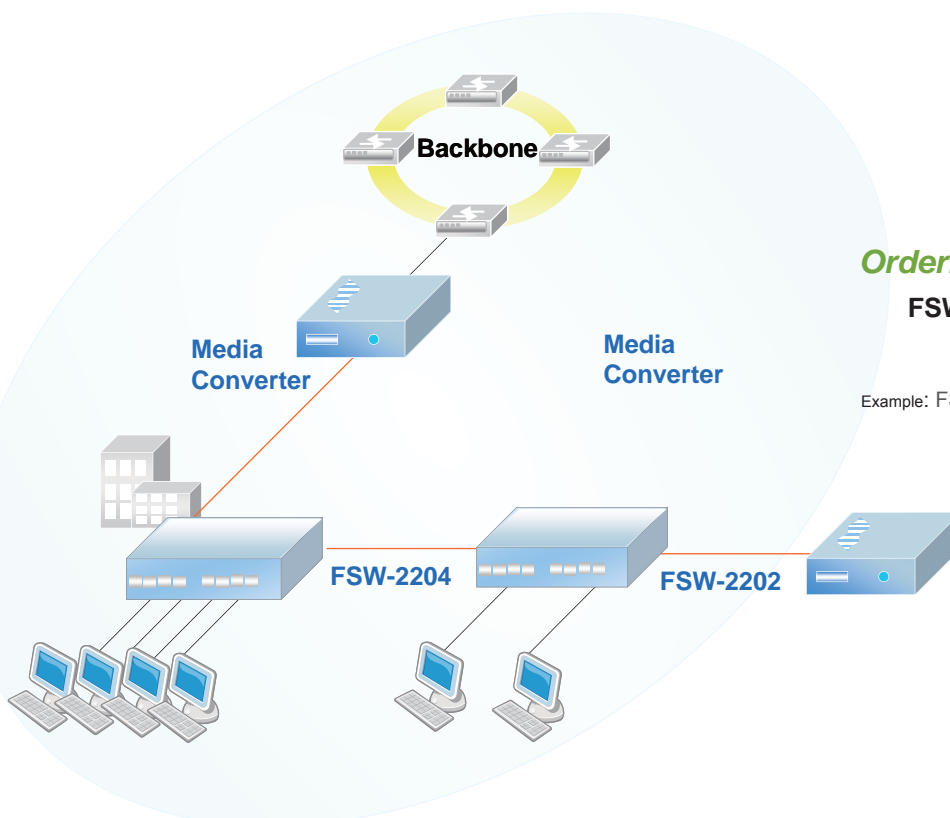 Backbone
Media
Converter
Media
Converter
FSW-2204
FSW-2202
Example: